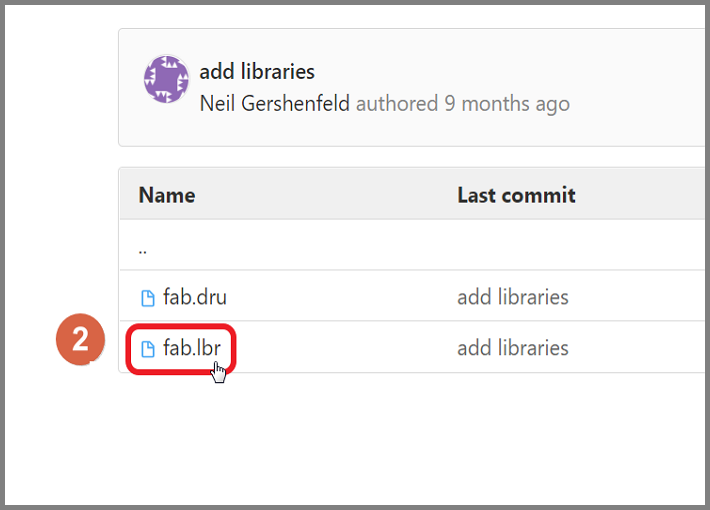 add libraries
Neil Gershenfeld authored 9 months ago
Name Last commit
..
fab.dru add libraries
2 fab.lbr add libraries